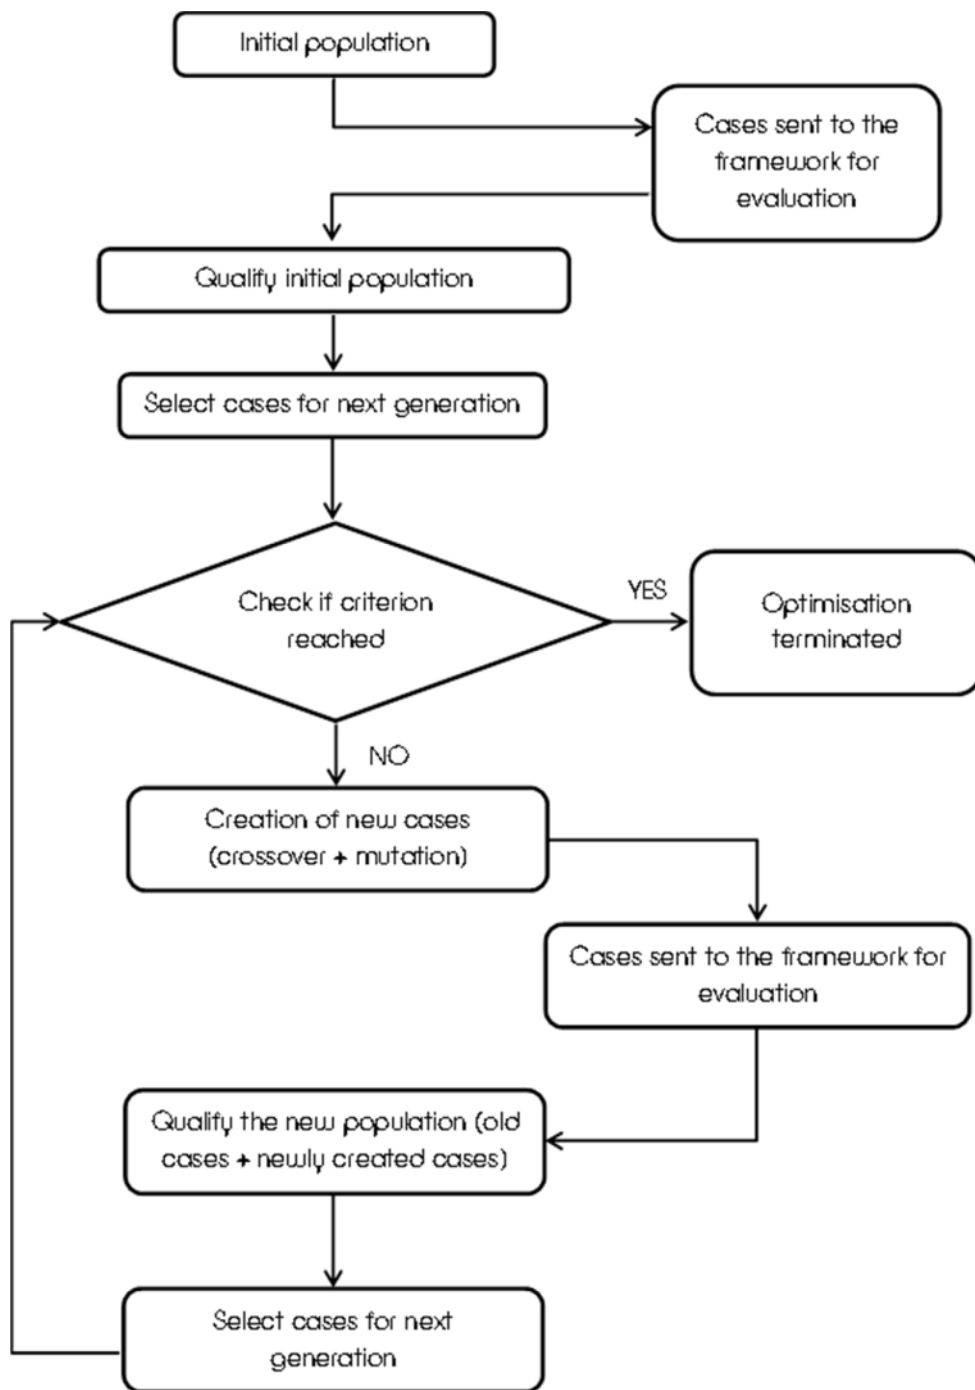 Initial population
Cases sent to the
framework for
evaluation
Qualify initial population
Select cases for next generation
Check if criterion
reached
YES
Optimisation
terminated
NO
Creation of new cases
(crossover + mutation)
Cases sent to the framework for
evaluation
Qualify the new population (old
cases + newly created cases)
Select cases for next
generation